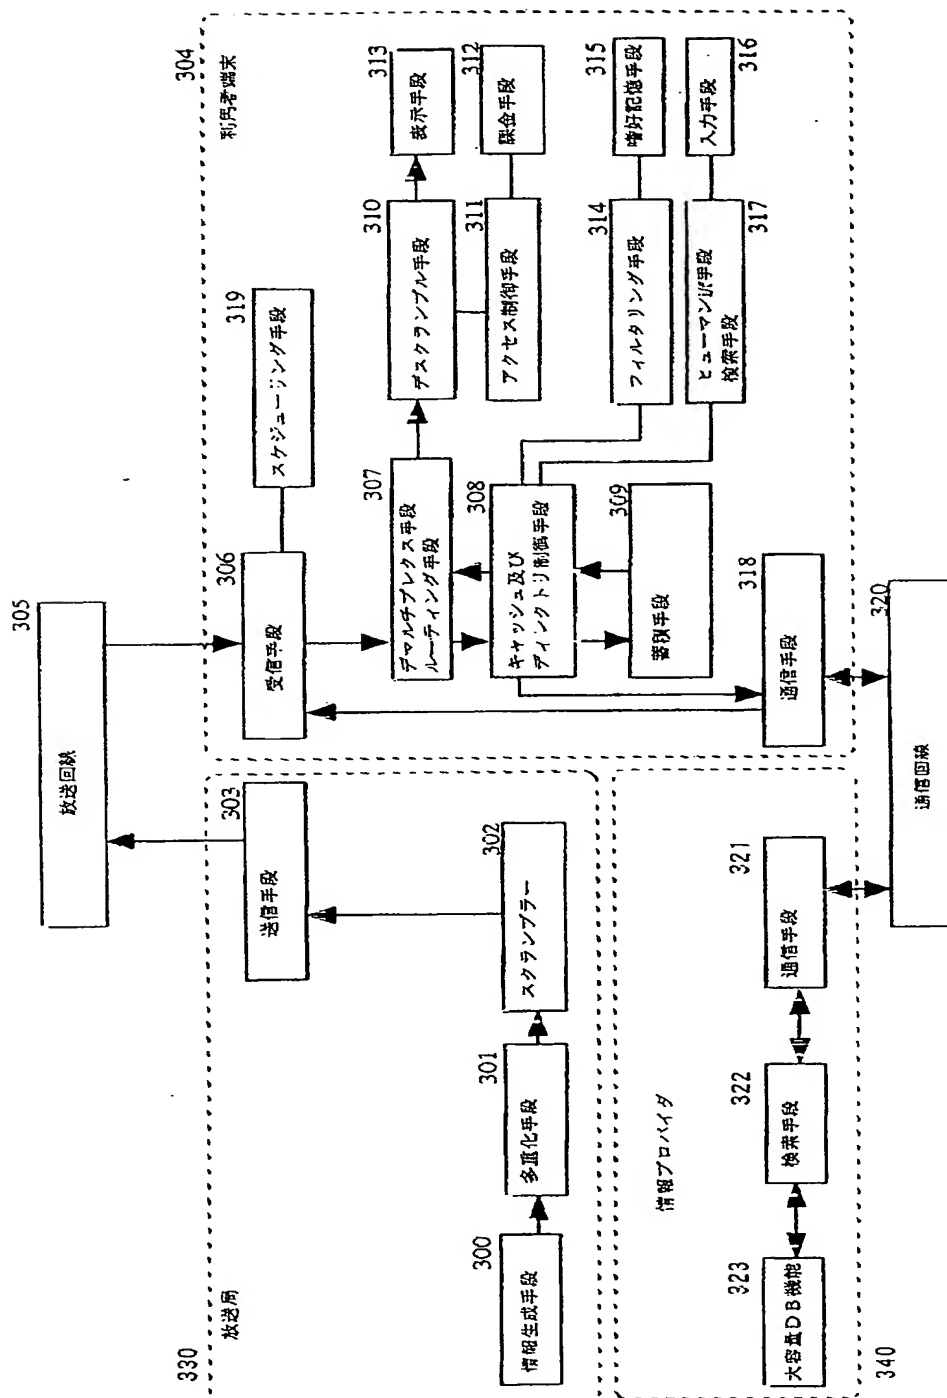 305
放送回線
330
放送局
300
情報生成手段
301
多重化手段
302
スクランブラー
303
送信手段
304
利用者端末
306
受信手段
319
スケジューリング手段
307
デマルチプレクス手段
ルーティング手段
310
デスクランブル手段
313
表示手段
311
アクセス制御手段
312
課金手段
308
キャッシュ及び
ディレクトリ制御手段
309
蓄積手段
314
フィルタリング手段
315
嗜好記憶手段
317
ヒューマンI/F手段
検索手段
316
入力手段
318
通信手段
340
情報プロバイダ
323
大容量DB機能
322
検索手段
321
通信手段
320
通信回線